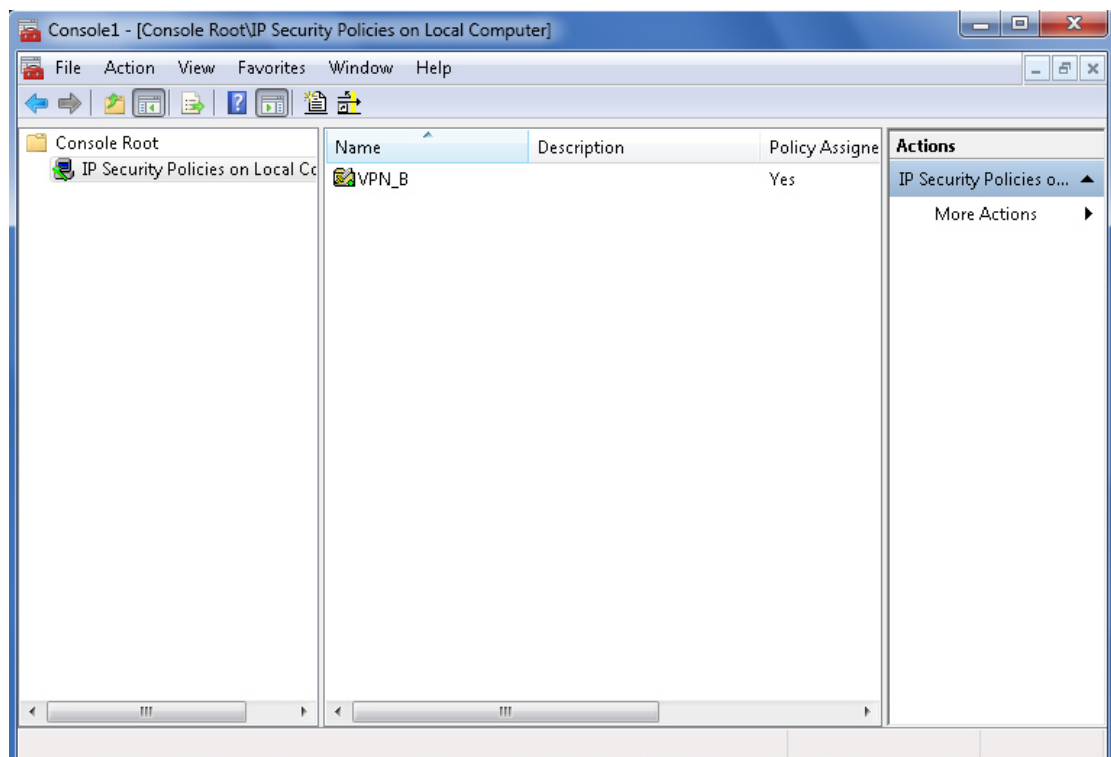 Console1 - [Console Root\IP Security Policies on Local Computer]
File Action View Favorites Window Help
Console Root
IP Security Policies on Local Co
Name Description Policy Assigne
VPN_B Yes
Actions
IP Security Policies o...
More Actions